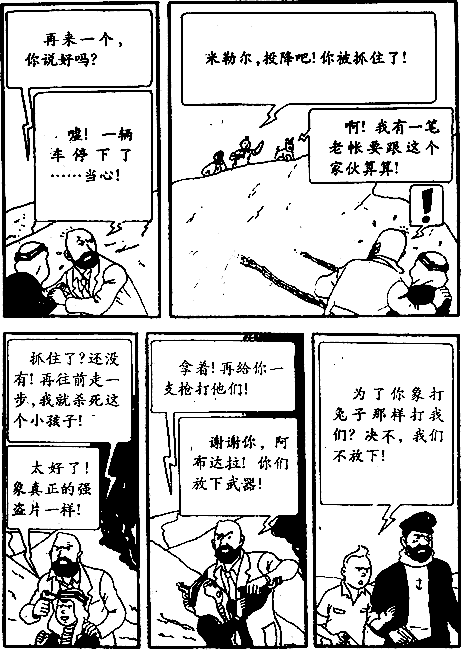 再来一个，
你说好吗？
嘘！一辆
车停下了
……当心！
米勒尔，投降吧！你被抓住了！
啊！我有一笔
老帐要跟这个
家伙算算！
！
抓住了？还没
有！再往前走一
步，我就杀死这
个小孩子！
太好了！
象真正的强
盗片一样！
拿着！再给你一
支枪打他们！
谢谢你，阿
布达拉！你们
放下武器！
为了你象打
兔子那样打我
们？决不，我们
不放下！